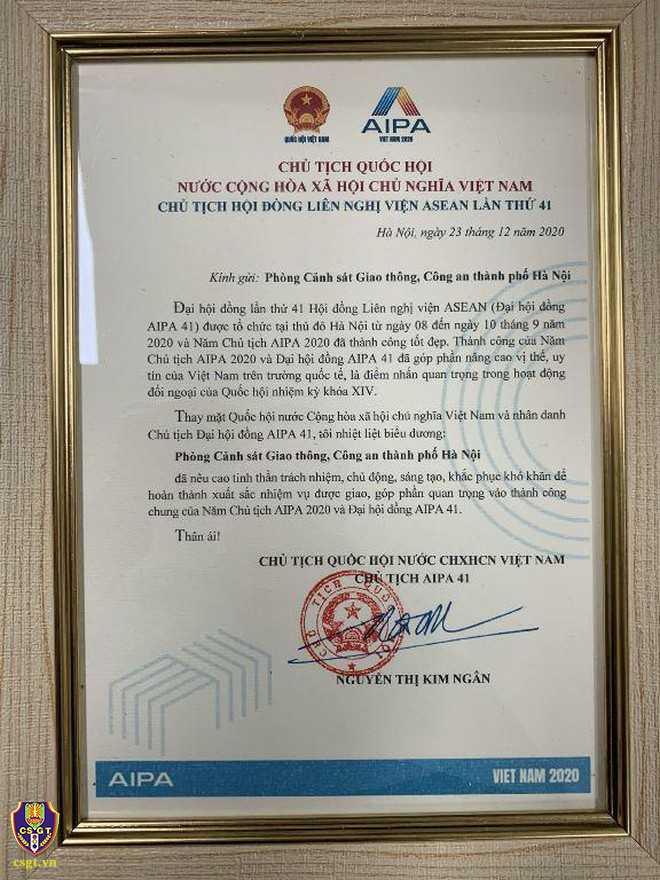 QUỐC HỘI VIỆT NAM
AIPA
VIET NAM 2020
CHỦ TỊCH QUỐC HỘI
NƯỚC CỘNG HÒA XÃ HỘI CHỦ NGHĨA VIỆT NAM
CHỦ TỊCH HỘI ĐỒNG LIÊN NGHỊ VIỆN ASEAN LẦN THỨ 41
Hà Nội, ngày 23 tháng 12 năm 2020
Kính gửi: Phòng Cảnh sát Giao thông, Công an thành phố Hà Nội
Đại hội đồng lần thứ 41 Hội đồng Liên nghị viện ASEAN (Đại hội đồng
AIPA 41) được tổ chức tại thủ đô Hà Nội từ ngày 08 đến ngày 10 tháng 9 năm
2020 và Năm Chủ tịch AIPA 2020 đã thành công tốt đẹp. Thành công của Năm
Chủ tịch AIPA 2020 và Đại hội đồng AIPA 41 đã góp phần nâng cao vị thế, uy
tín của Việt Nam trên trường quốc tế, là điểm nhấn quan trọng trong hoạt động
đối ngoại của Quốc hội nhiệm kỳ khóa XIV.
Thay mặt Quốc hội nước Cộng hòa xã hội chủ nghĩa Việt Nam và nhân danh
Chủ tịch Đại hội đồng AIPA 41, tôi nhiệt liệt biểu dương:
Phòng Cảnh sát Giao thông, Công an thành phố Hà Nội
đã nêu cao tinh thần trách nhiệm, chủ động, sáng tạo, khắc phục khó khăn để
hoàn thành xuất sắc nhiệm vụ được giao, góp phần quan trọng vào thành công
chung của Năm Chủ tịch AIPA 2020 và Đại hội đồng AIPA 41.
Thân ái!
CHỦ TỊCH QUỐC HỘI NƯỚC CHXHCN VIỆT NAM
CHỦ TỊCH AIPA 41
CHỦ TỊCH QUỐC HỘI
NGUYỄN THỊ KIM NGÂN
AIPA
VIET NAM 2020
CSGT
csgt.vn